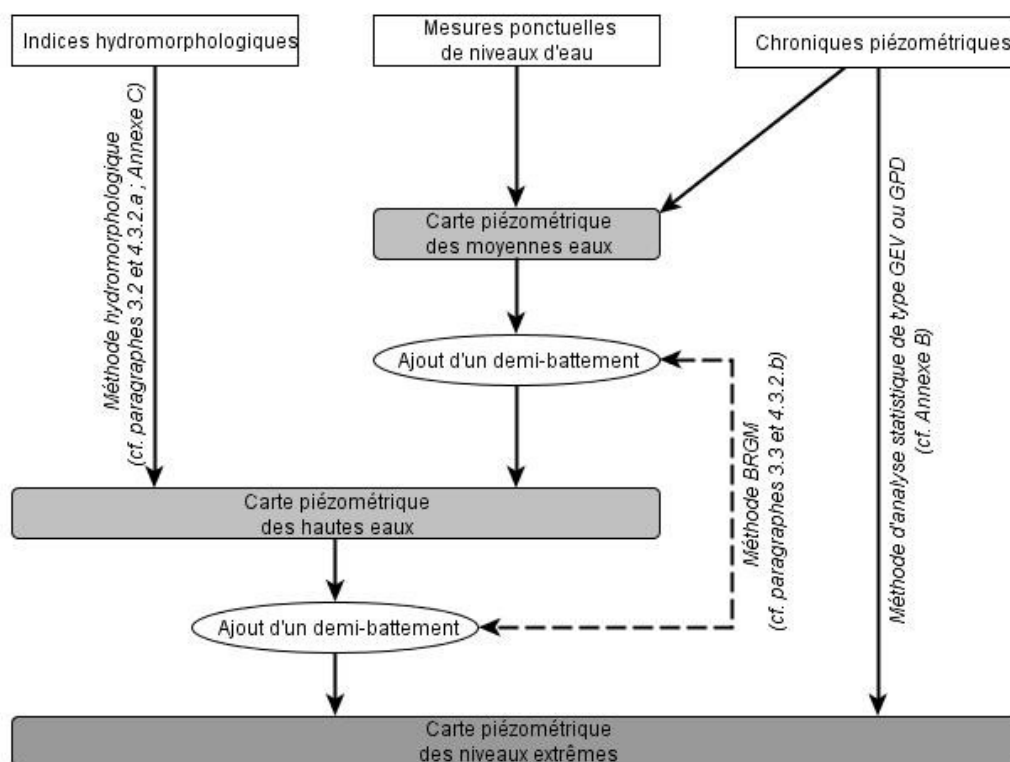 Indices hydromorphologiques
Mesures ponctuelles
de niveaux d'eau
Chroniques piézométriques
Méthode hydromorphologique
(cf. paragraphes 3.2 et 4.3.2.a ; Annexe C)
Carte piézométrique
des moyennes eaux
Ajout d'un demi-battement
Méthode BRGM
(cf. paragraphes 3.3 et 4.3.2.b)
Méthode d'analyse statistique de type GEV ou GPD
(cf. Annexe B)
Carte piézométrique
des hautes eaux
Ajout d'un demi-battement
Carte piézométrique
des niveaux extrêmes